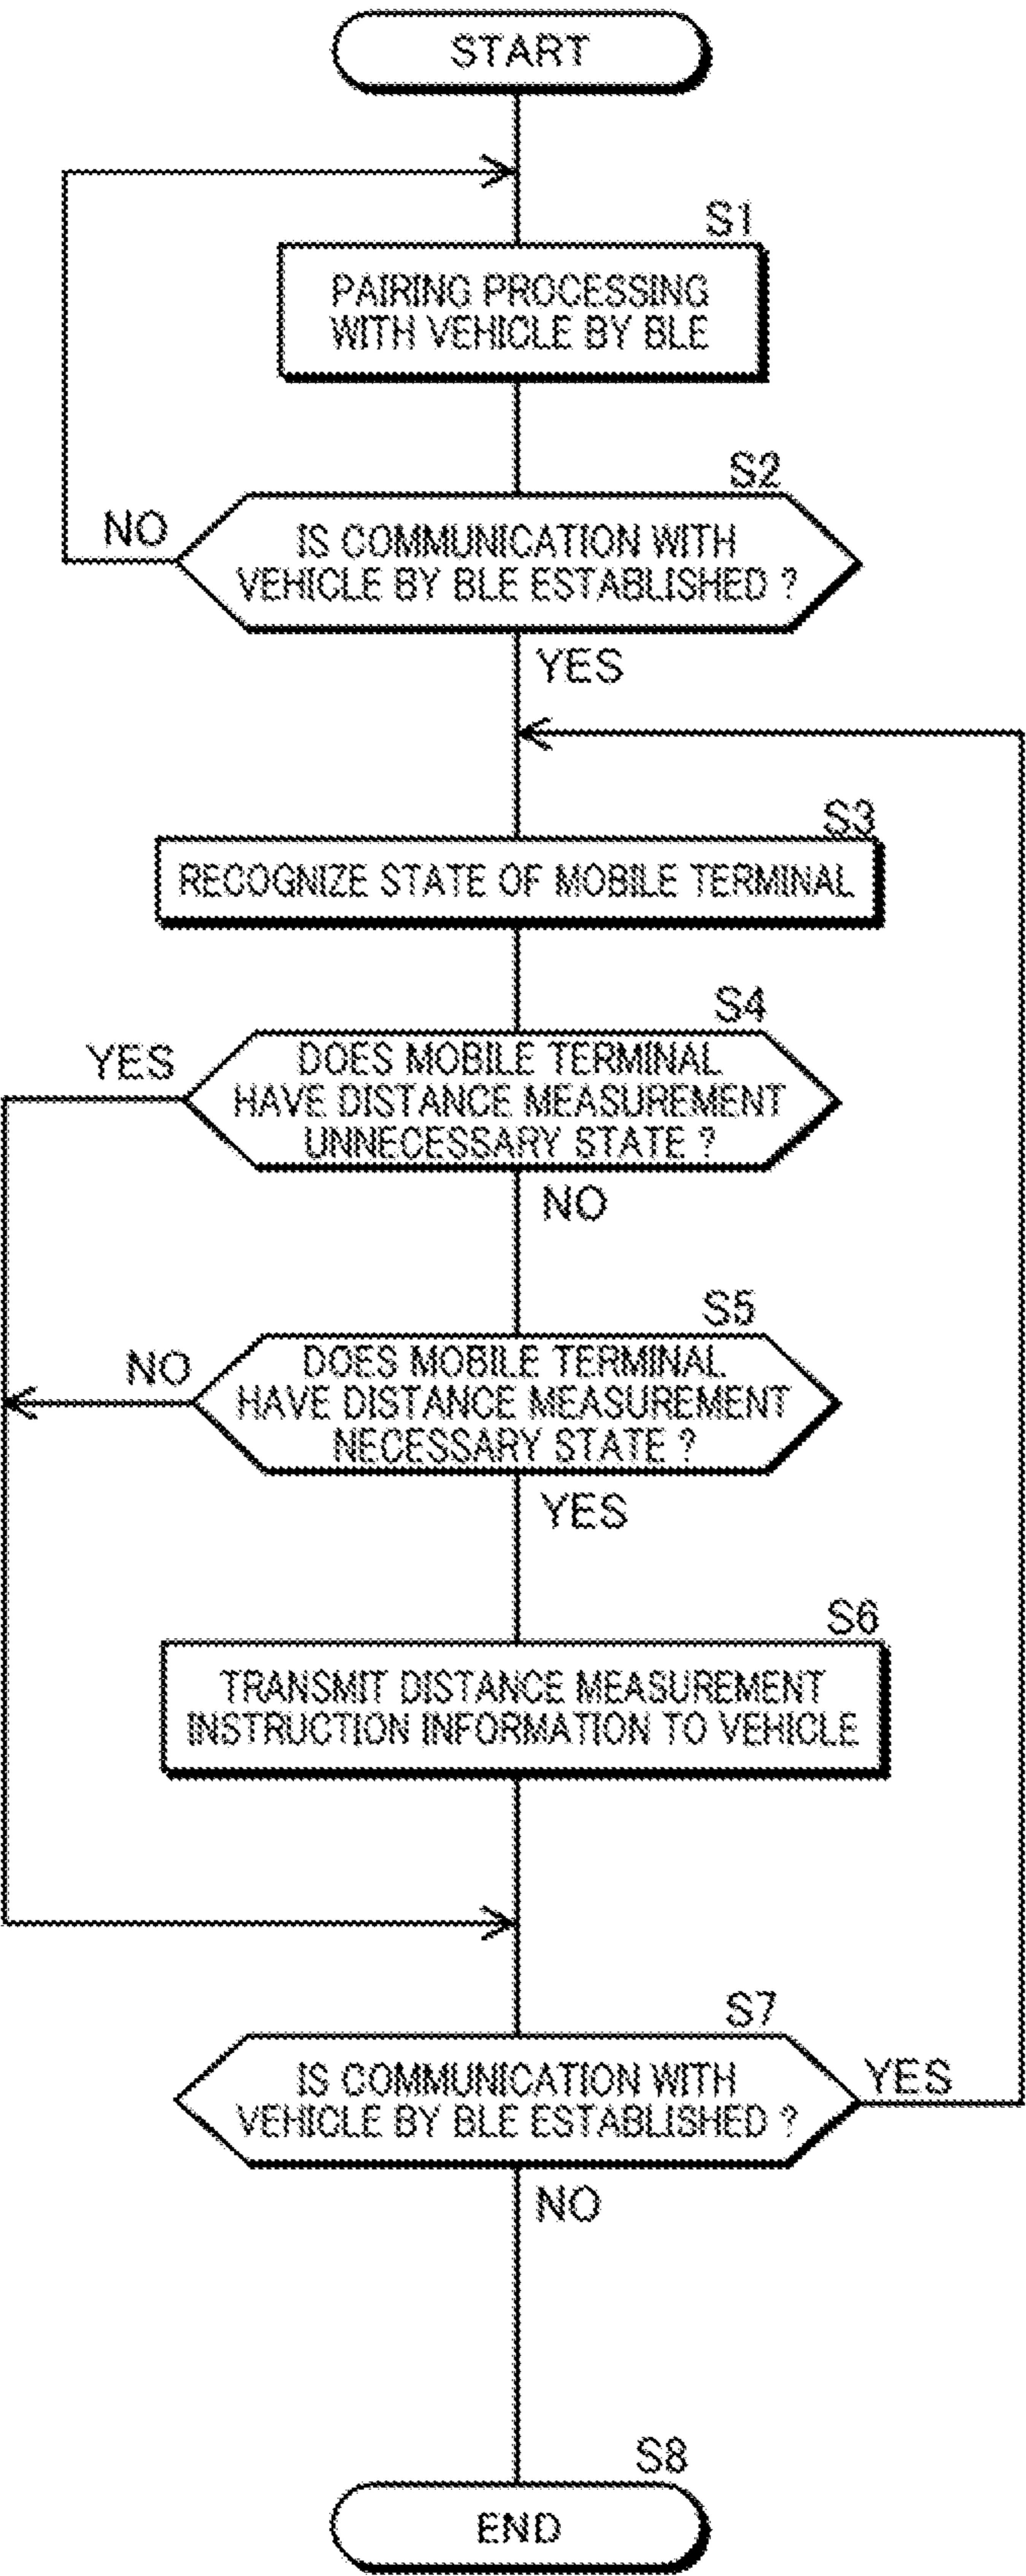 START
S1
PAIRING PROCESSING
WITH VEHICLE BY BLE
S2
NO
IS COMMUNICATION WITH
VEHICLE BY BLE ESTABLISHED ?
YES
S3
RECOGNIZE STATE OF MOBILE TERMINAL
S4
YES
DOES MOBILE TERMINAL
HAVE DISTANCE MEASUREMENT
UNNECESSARY STATE ?
NO
S5
NO
DOES MOBILE TERMINAL
HAVE DISTANCE MEASUREMENT
NECESSARY STATE ?
YES
S6
TRANSMIT DISTANCE MEASUREMENT
INSTRUCTION INFORMATION TO VEHICLE
S7
IS COMMUNICATION WITH
VEHICLE BY BLE ESTABLISHED ?
YES
NO
S8
END